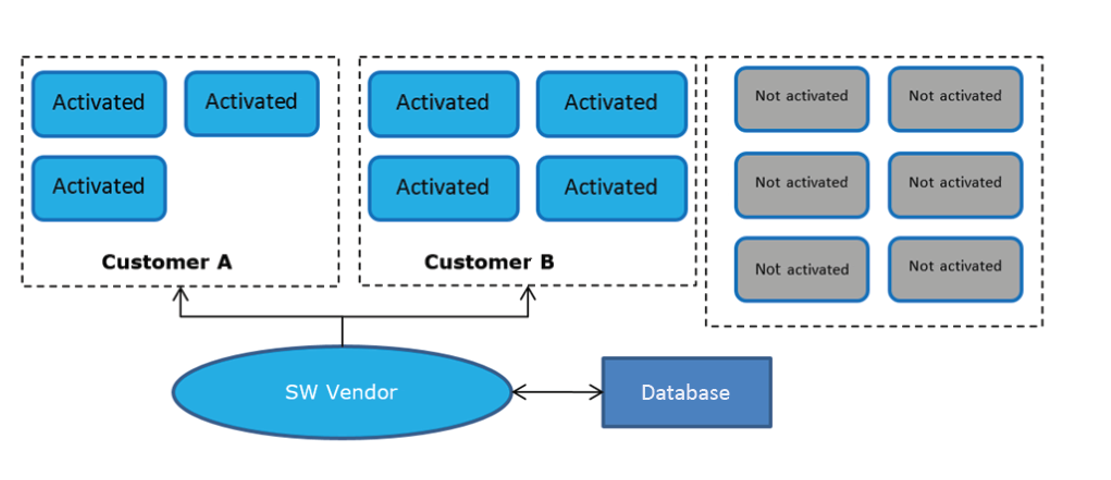 Activated
Activated
Activated
Customer A
Activated
Activated
Activated
Activated
Customer B
Not activated
Not activated
Not activated
Not activated
Not activated
Not activated
SW Vendor
Database